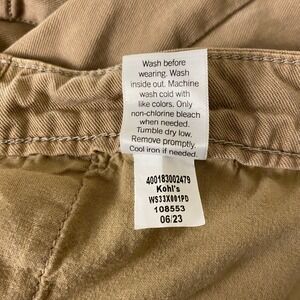 Wash before
wearing. Wash
inside out. Machine
wash cold with
like colors. Only
non-chlorine bleach
when needed.
Tumble dry low.
Remove promptly.
Cool iron if needed.
400183002479
Kohl's
WS33X001PD
108553
06/23